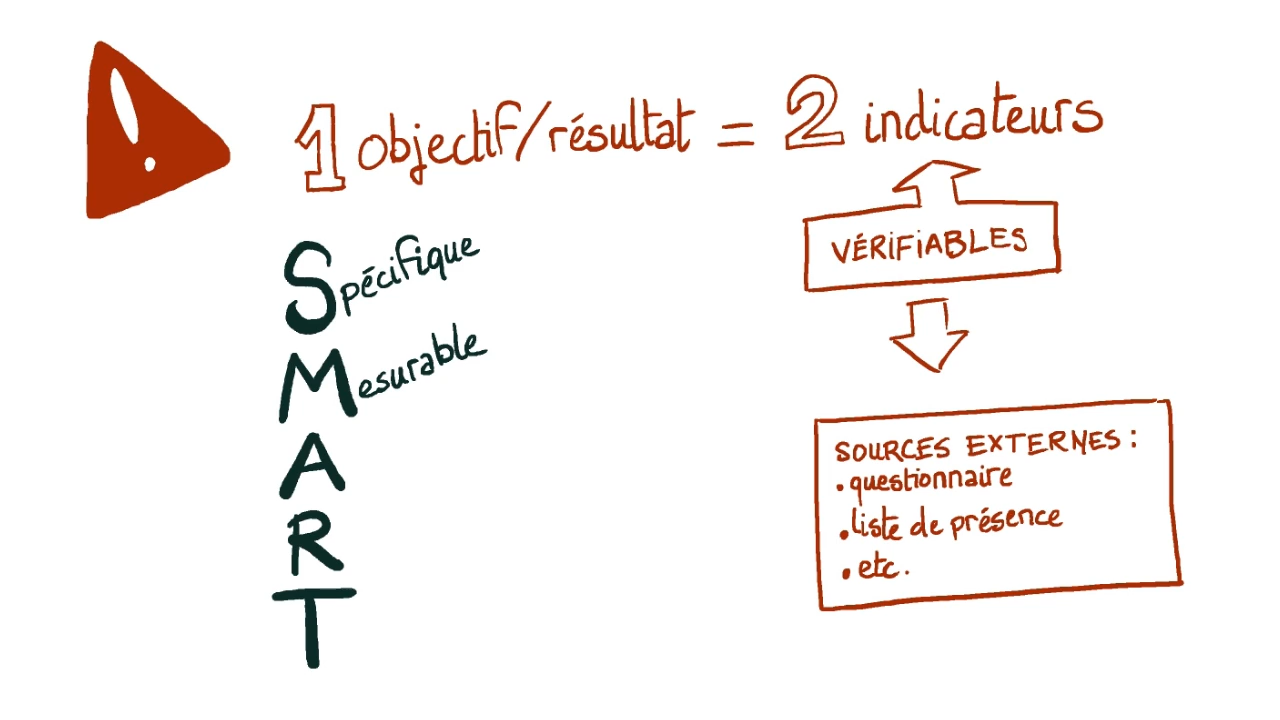 !
1 objectif/résultat = 2 indicateurs
VÉRIFIABLES
Spécifique
Mesurable
A
R
T
SOURCES EXTERNES :
. questionnaire
. liste de présence
. etc.